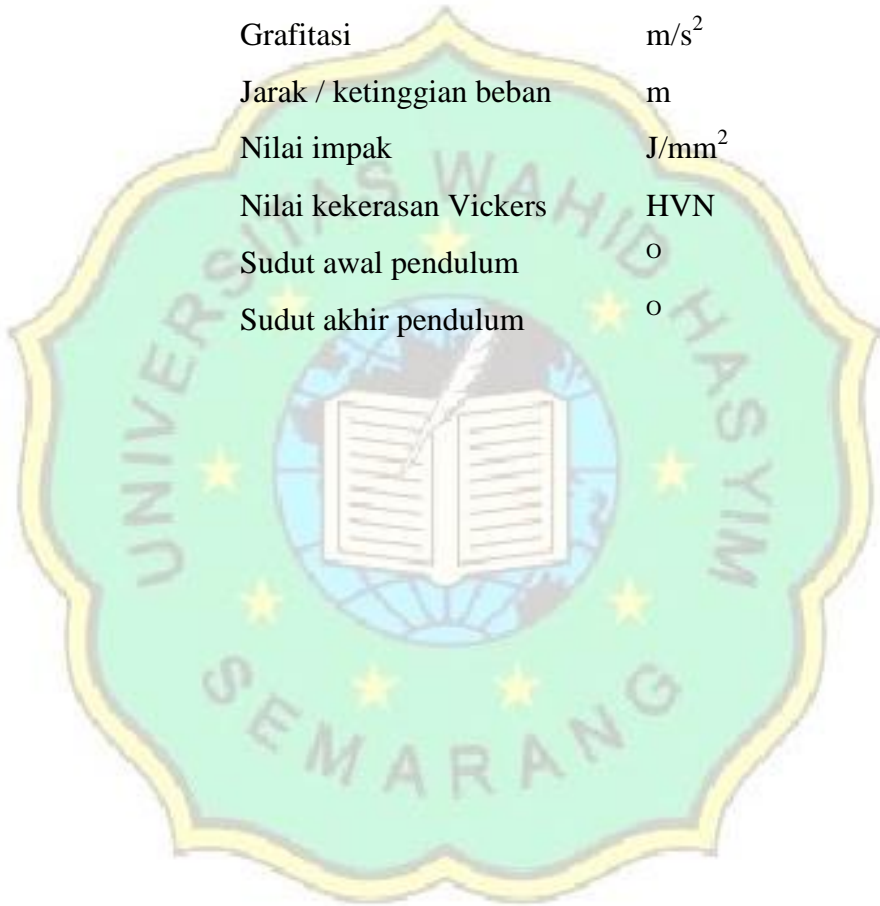 Grafitasi m/s²
Jarak / ketinggian beban m
Nilai impak J/mm²
Nilai kekerasan Vickers HVN
Sudut awal pendulum O
Sudut akhir pendulum O
UNIVERSITAS WAHID HASYIM
SEMARANG